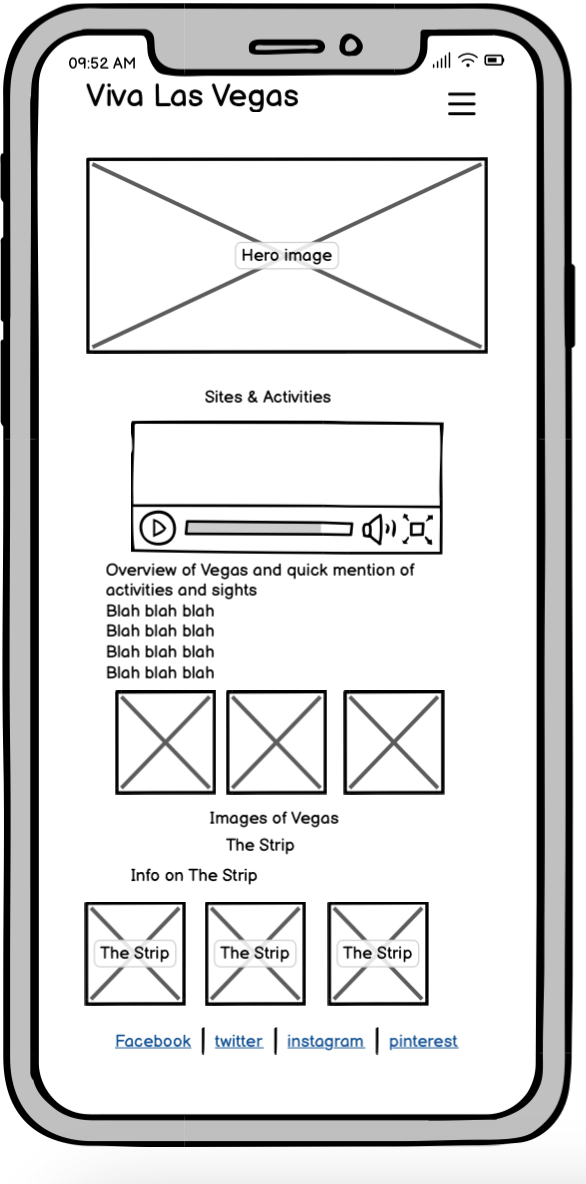 09:52 AM
Viva Las Vegas
Hero image
Sites & Activities
Overview of Vegas and quick mention of
activities and sights
Blah blah blah
Blah blah blah
Blah blah blah
Blah blah blah
Images of Vegas
The Strip
Info on The Strip
The Strip The Strip The Strip
Facebook | twitter | instagram | pinterest